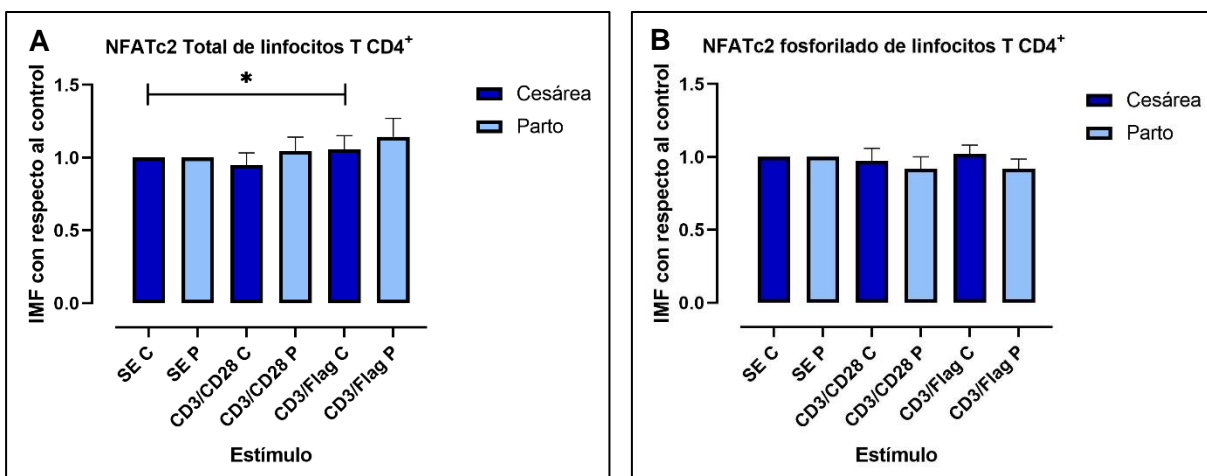 A
NFATc2 Total de linfocitos T CD4+
IMF con respecto al control
1.5
1.0
0.5
0.0
*
Cesárea
Parto
SE C
SE P
CD3/CD28 C
CD3/CD28 P
CD3/Flag C
CD3/Flag P
Estímulo
B
NFATc2 fosforilado de linfocitos T CD4+
IMF con respecto al control
1.5
1.0
0.5
0.0
Cesárea
Parto
SE C
SE P
CD3/CD28 C
CD3/CD28 P
CD3/Flag C
CD3/Flag P
Estímulo